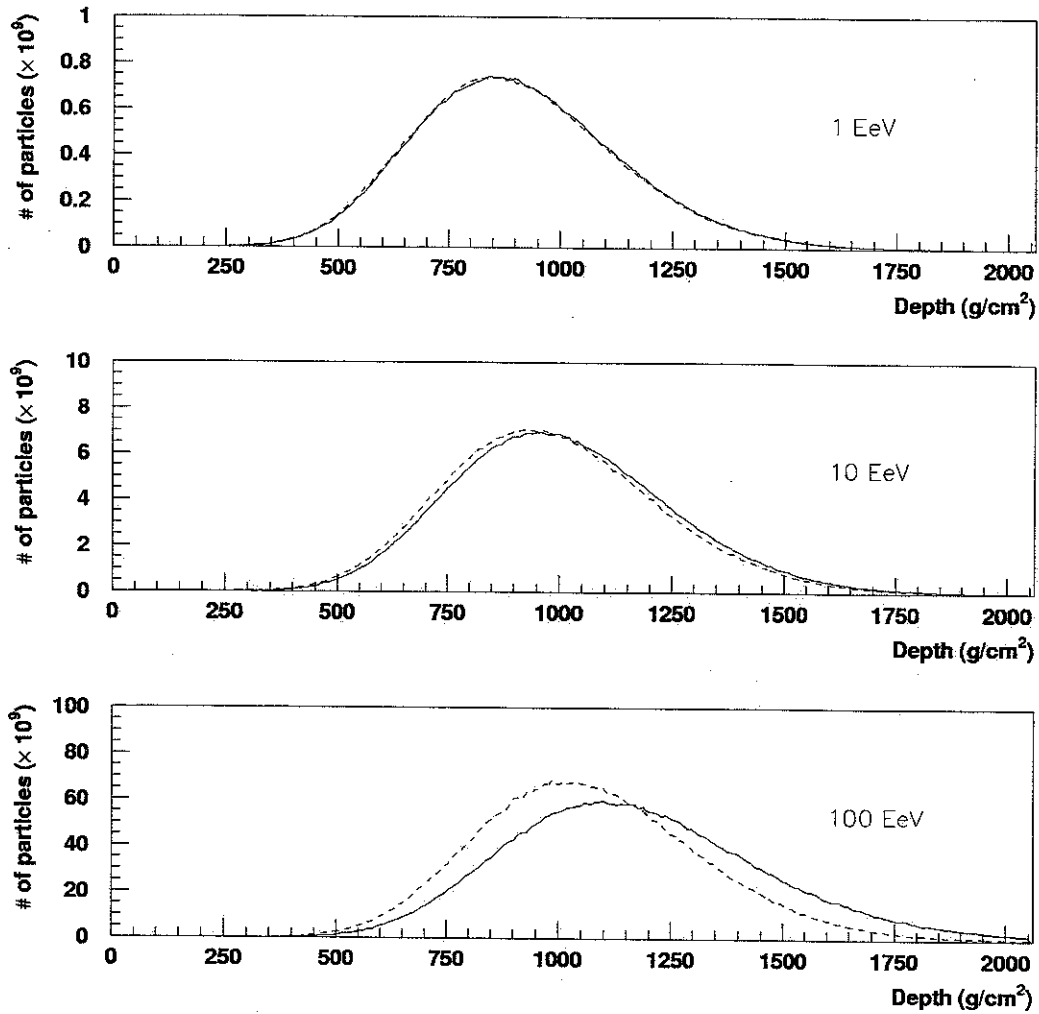 # of particles (× 10⁹)
1
0.8
0.6
0.4
0.2
0
1 EeV
0 250 500 750 1000 1250 1500 1750 2000
Depth (g/cm²)
# of particles (× 10⁹)
10
8
6
4
2
0
10 EeV
0 250 500 750 1000 1250 1500 1750 2000
Depth (g/cm²)
# of particles (× 10⁹)
100
80
60
40
20
0
100 EeV
0 250 500 750 1000 1250 1500 1750 2000
Depth (g/cm²)